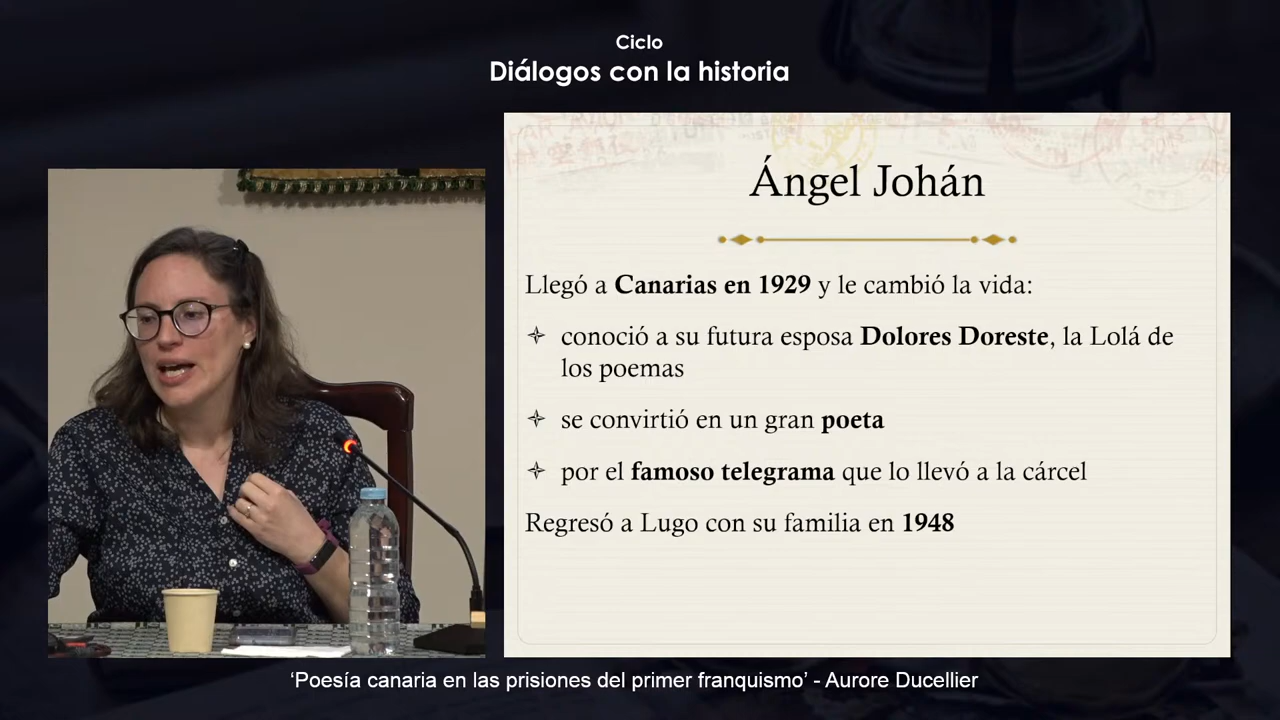 Ciclo
Diálogos con la historia
Ángel Johán
Llegó a Canarias en 1929 y le cambió la vida:
conoció a su futura esposa Dolores Doreste, la Lolá de
los poemas
se convirtió en un gran poeta
por el famoso telegrama que lo llevó a la cárcel
Regresó a Lugo con su familia en 1948
‘Poesía canaria en las prisiones del primer franquismo’ - Aurore Ducellier